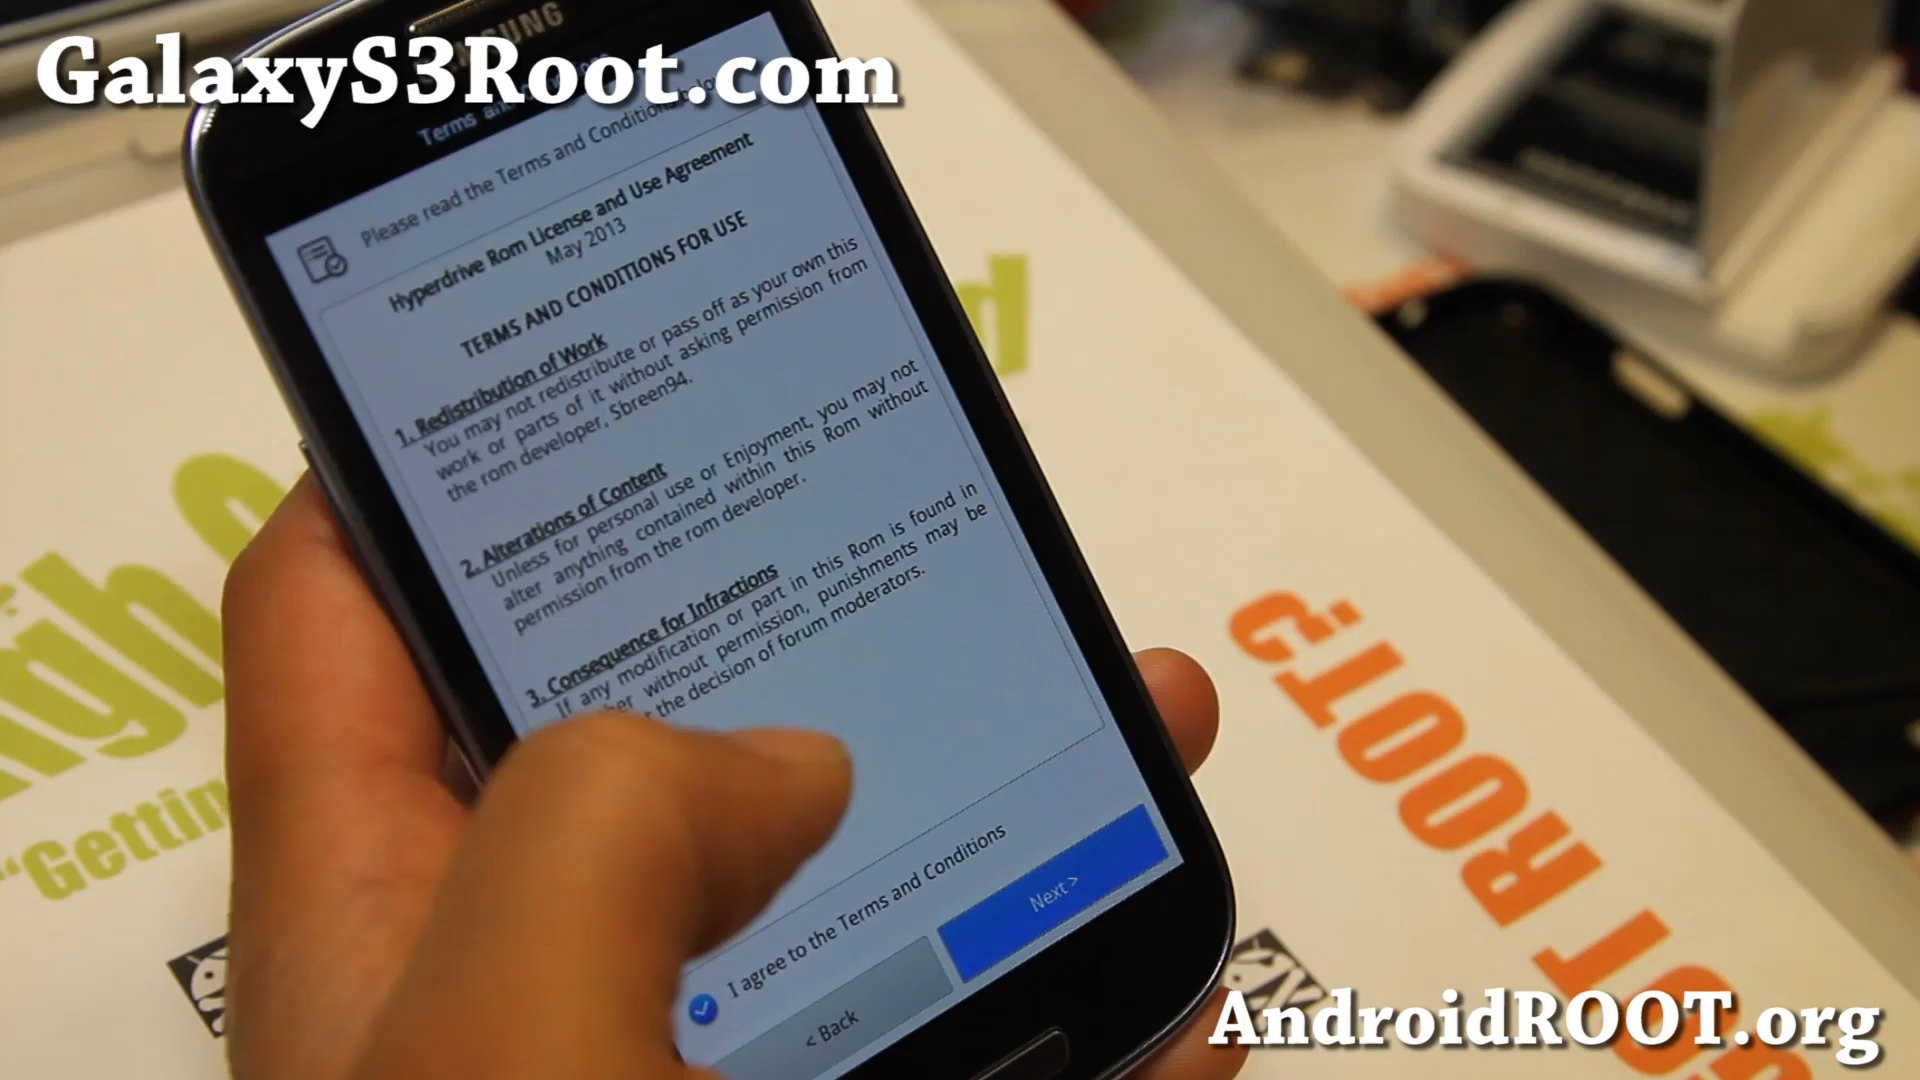 GalaxyS3Root.com
SUNG
Terms
Please read the Terms and Conditions below
Hyperdrive Rom License and Use Agreement
May 2013
TERMS AND CONDITIONS FOR USE
1. Redistribution of Work
You may not redistribute or pass off as your own this
work or parts of it without asking permission from
the rom developer, Sbreen94.
2. Alterations of Content
Unless for personal use or Enjoyment, you may not
alter anything contained within this Rom without
permission from the rom developer.
3. Consequence for Infractions
If any modification or part in this Rom is found in
without permission, punishments may be
the decision of forum moderators.
I agree to the Terms and Conditions
< Back
Next >
"Getting
GOT ROOT?
AndroidROOT.org